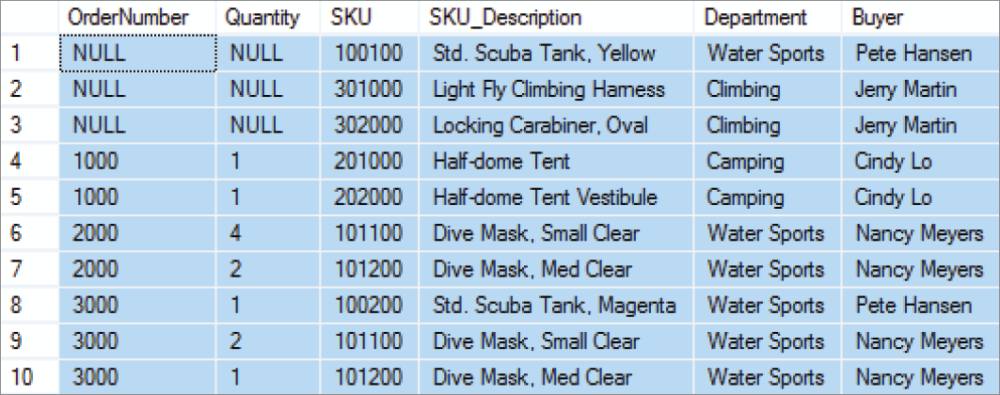 OrderNumber Quantity SKU SKU_Description Department Buyer
1 NULL NULL 100100 Std. Scuba Tank, Yellow Water Sports Pete Hansen
2 NULL NULL 301000 Light Fly Climbing Harness Climbing Jerry Martin
3 NULL NULL 302000 Locking Carabiner, Oval Climbing Jerry Martin
4 1000 1 201000 Half-dome Tent Camping Cindy Lo
5 1000 1 202000 Half-dome Tent Vestibule Camping Cindy Lo
6 2000 4 101100 Dive Mask, Small Clear Water Sports Nancy Meyers
7 2000 2 101200 Dive Mask, Med Clear Water Sports Nancy Meyers
8 3000 1 100200 Std. Scuba Tank, Magenta Water Sports Pete Hansen
9 3000 2 101100 Dive Mask, Small Clear Water Sports Nancy Meyers
10 3000 1 101200 Dive Mask, Med Clear Water Sports Nancy Meyers